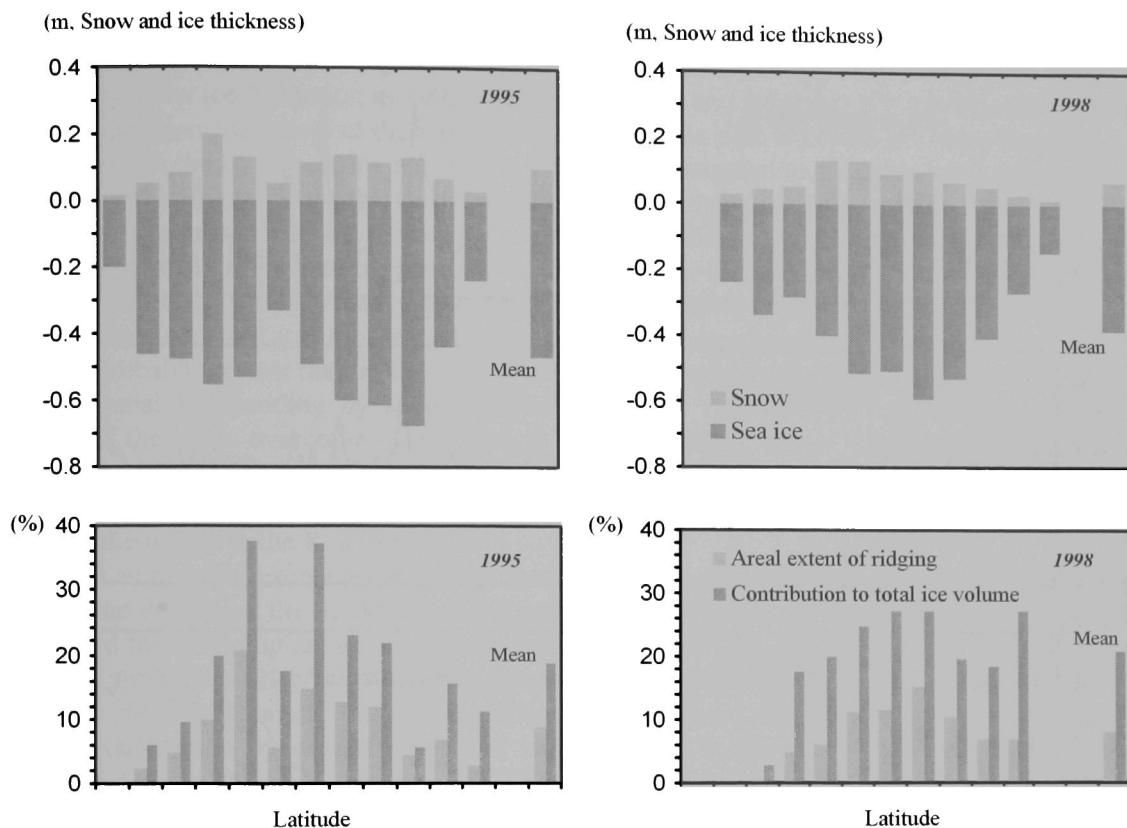 (m, Snow and ice thickness)
(m, Snow and ice thickness)
0.4
0.2
0.0
-0.2
-0.4
-0.6
-0.8
1995
Mean
0.4
0.2
0.0
-0.2
-0.4
-0.6
-0.8
1998
Mean
Snow
Sea ice
(%)
40
30
20
10
0
1995
Mean
Latitude
(%)
40
30
20
10
0
Areal extent of ridging
1998
Contribution to total ice volume
Mean
Latitude